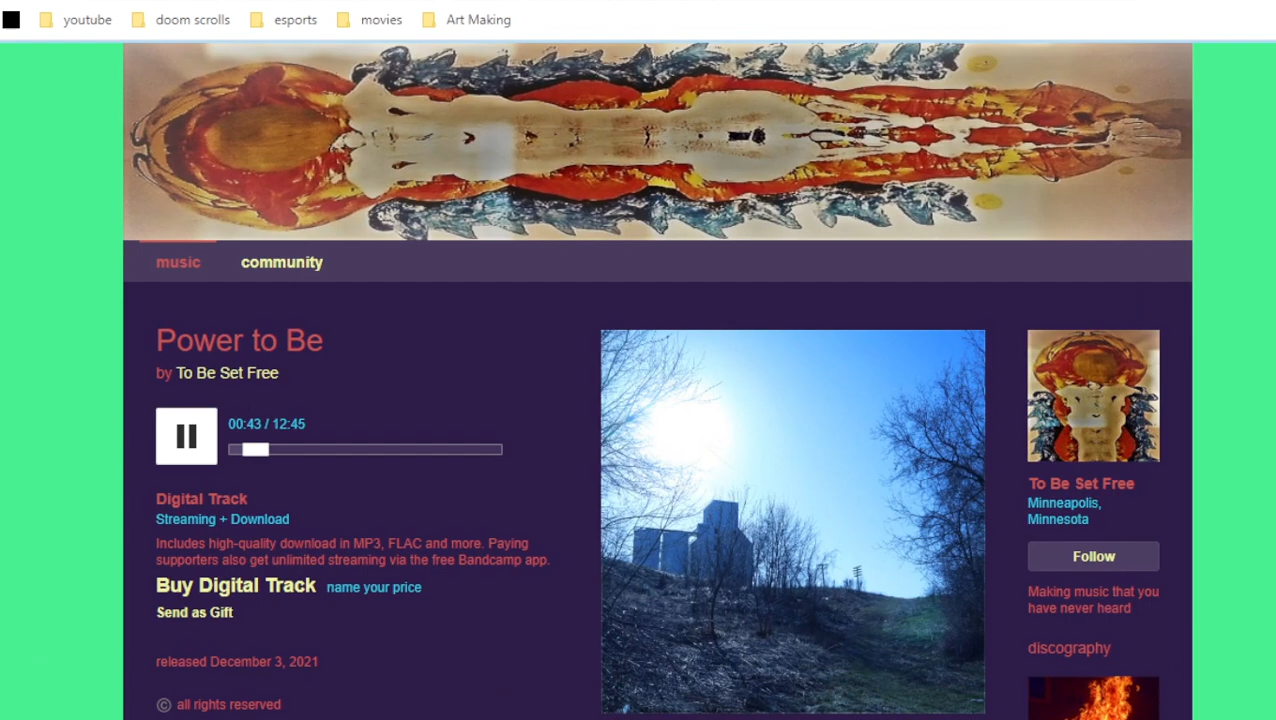 youtube
doom scrolls
esports
movies
Art Making
music
community
Power to Be
by To Be Set Free
00:43 / 12:45
Digital Track
Streaming + Download
Includes high-quality download in MP3, FLAC and more. Paying
supporters also get unlimited streaming via the free Bandcamp app.
Buy Digital Track name your price
Send as Gift
released December 3, 2021
© all rights reserved
To Be Set Free
Minneapolis,
Minnesota
Follow
Making music that you
have never heard
discography